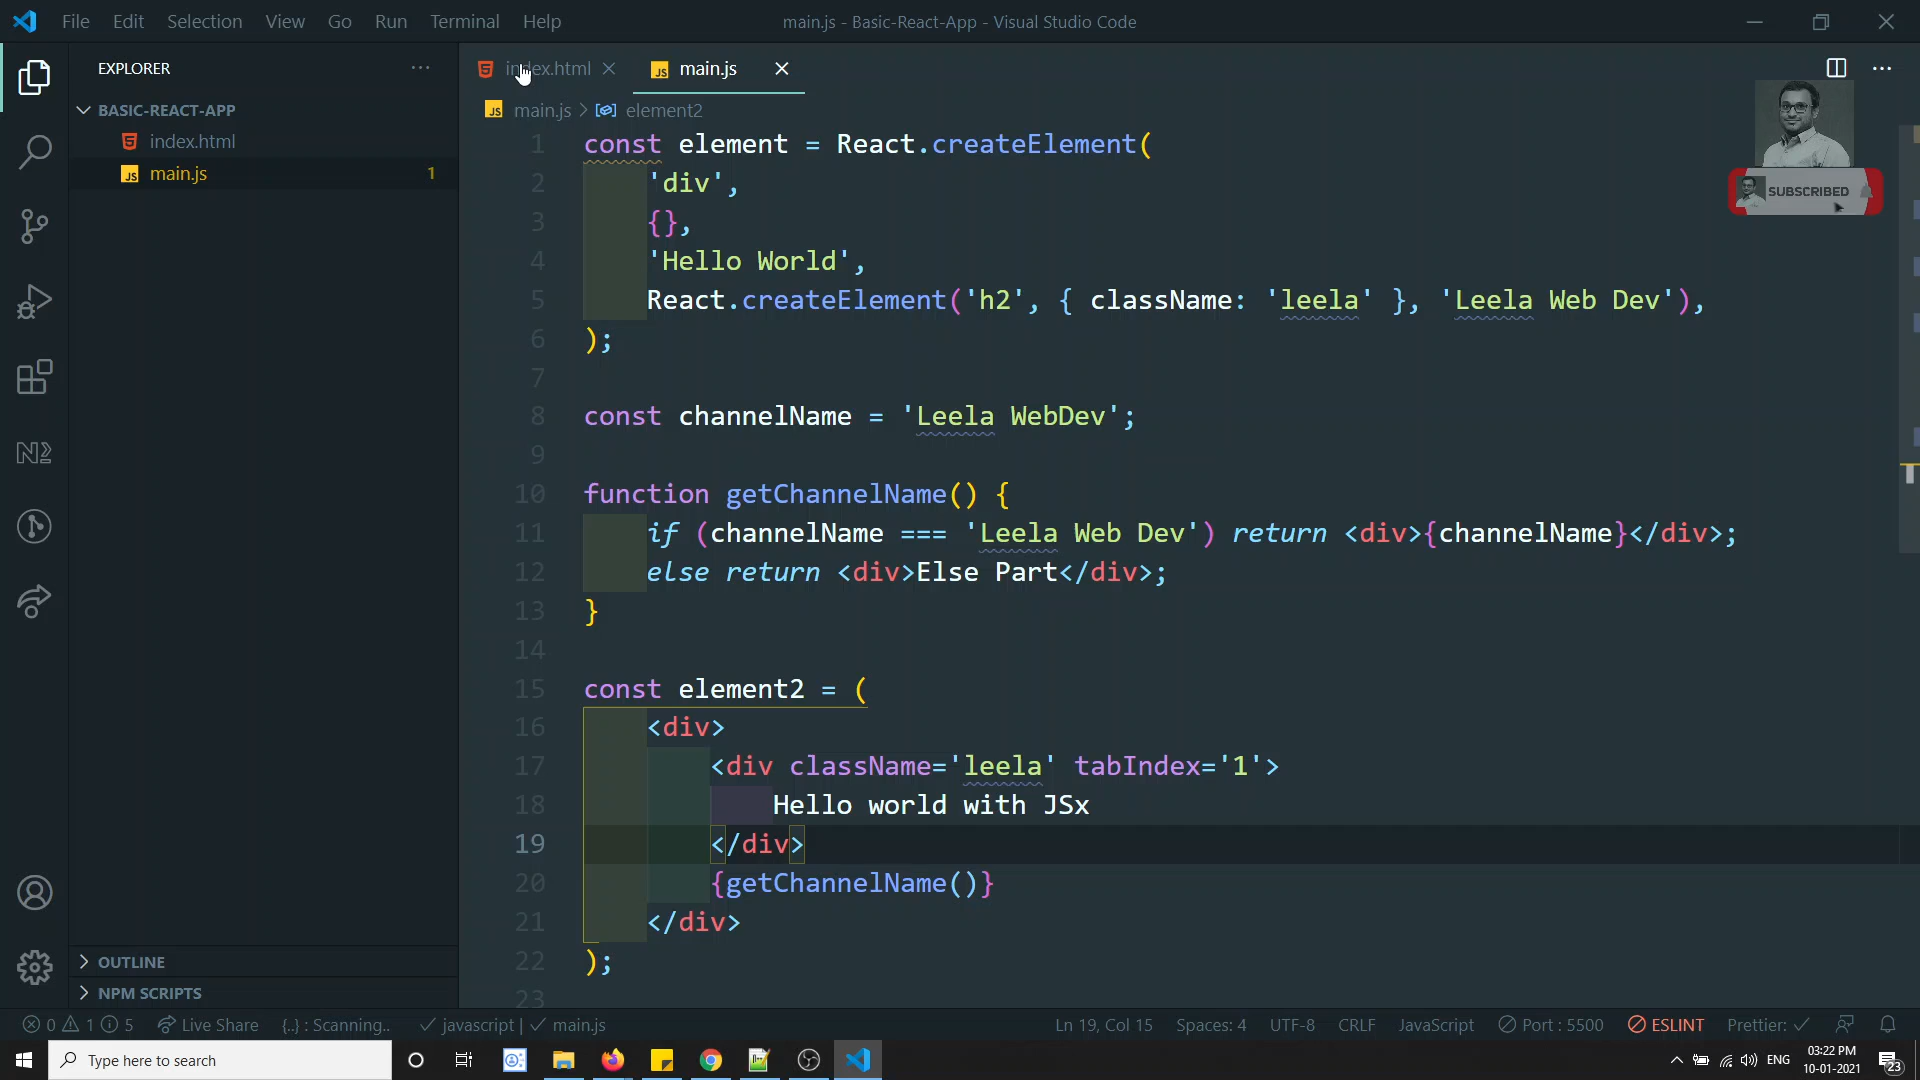 File Edit Selection View Go Run Terminal Help
main.js - Basic-React-App - Visual Studio Code
EXPLORER
BASIC-REACT-APP
index.html
main.js 1
OUTLINE
NPM SCRIPTS
index.html
main.js
main.js > element2
SUBSCRIBED
1 const element = React.createElement(
2 'div',
3 {},
4 'Hello World',
5 React.createElement('h2', { className: 'leela' }, 'Leela Web Dev'),
6 );
7
8 const channelName = 'Leela WebDev';
9
10 function getChannelName() {
11 if (channelName === 'Leela Web Dev') return <div>{channelName}</div>;
12 else return <div>Else Part</div>;
13 }
14
15 const element2 = (
16 <div>
17 <div className='leela' tabIndex='1'>
18 Hello world with JSx
19 </div>
20 {getChannelName()}
21 </div>
22 );
23
0 1 5 Live Share {..} : Scanning.. javascript | main.js
Ln 19, Col 15 Spaces: 4 UTF-8 CRLF JavaScript Port : 5500 ESLINT Prettier:
Type here to search
ENG
03:22 PM
10-01-2021
23